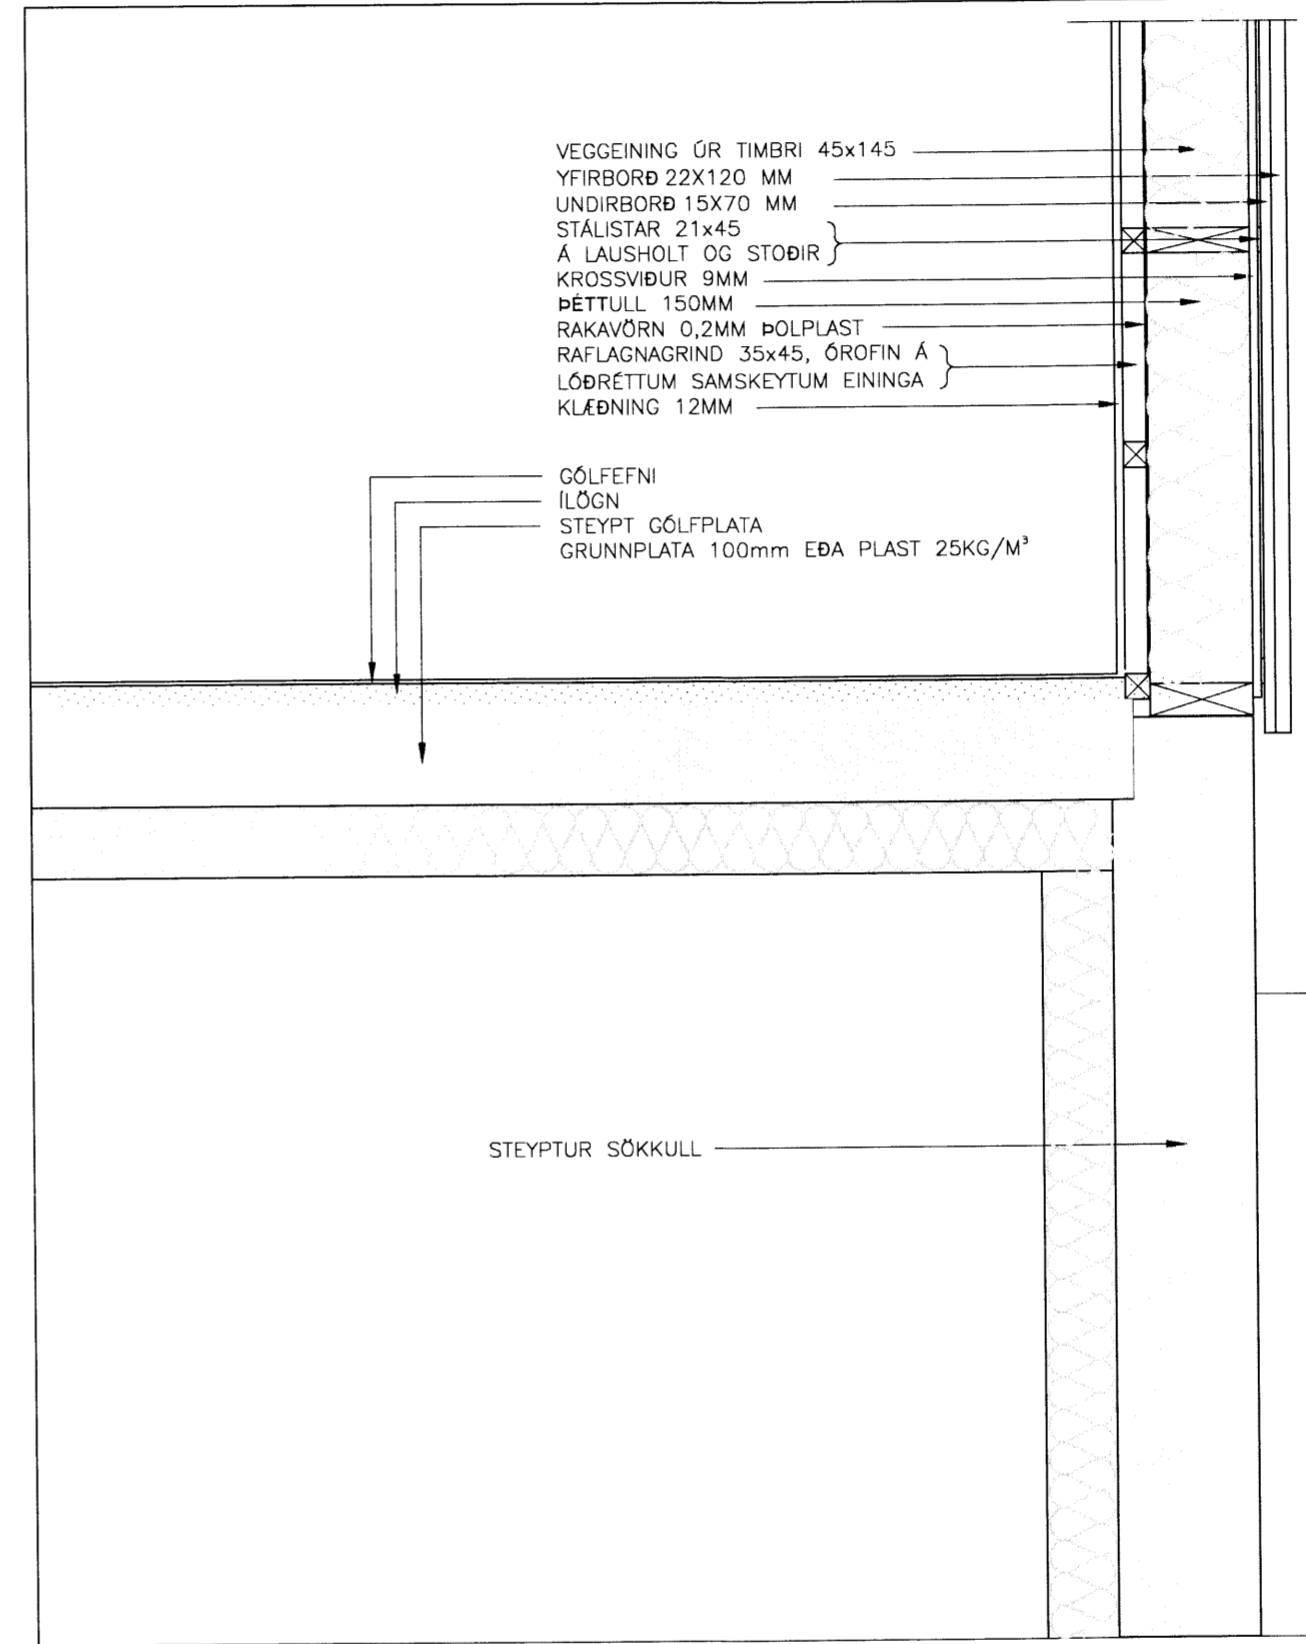 VEGGEINING ÚR TIMBRI 45x145
YFIRBORÐ 22X120 MM
UNDIRBORÐ 15X70 MM
STÁLISTAR 21x45
Á LAUSHOLT OG STOÐIR
KROSSVIÐUR 9MM
ÞÉTTULL 150MM
RAKAVÖRN 0,2MM ÞOLPLAST
RAFLAGNAGRIND 35x45, ÓROFIN Á
LÓÐRÉTTUM SAMSKEYTUM EININGA
KLÆÐNING 12MM
GÓLFEFNI
ÍLÖGN
STEYPT GÓLFPLATA
GRUNNPLATA 100mm EÐA PLAST 25KG/M³
STEYPTUR SÖKKULL